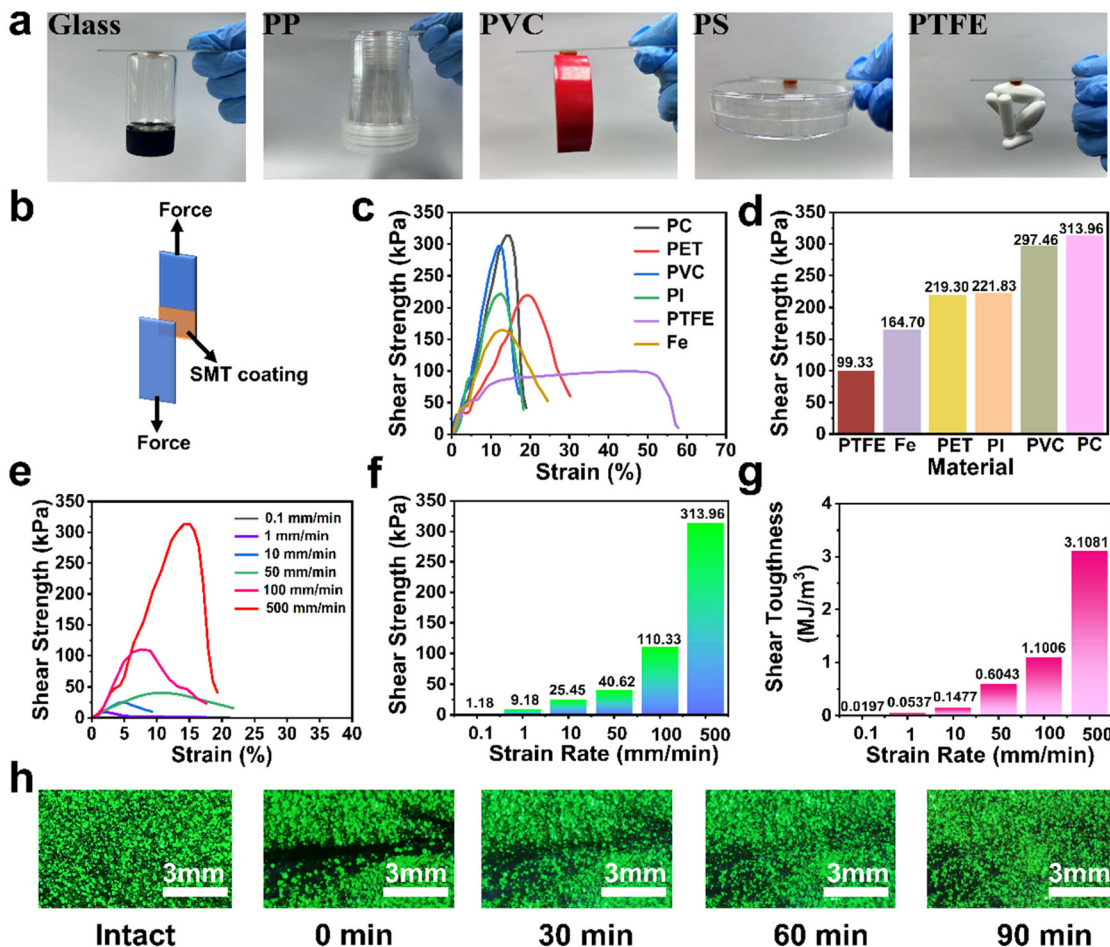 a
Glass
PP
PVC
PS
PTFE
b
Force
SMT coating
Force
c
Shear Strength (kPa)
350
300
250
200
150
100
50
0
PC
PET
PVC
PI
PTFE
Fe
0 10 20 30 40 50 60 70
Strain (%)
d
Shear Strength (kPa)
350
300
250
200
150
100
50
0
99.33
164.70
219.30
221.83
297.46
313.96
PTFE Fe PET PI PVC PC
Material
e
Shear Strength (kPa)
350
300
250
200
150
100
50
0
0.1 mm/min
1 mm/min
10 mm/min
50 mm/min
100 mm/min
500 mm/min
0 5 10 15 20 25 30 35 40
Strain (%)
f
Shear Strength (kPa)
350
300
250
200
150
100
50
0
1.18
9.18
25.45
40.62
110.33
313.96
0.1 1 10 50 100 500
Strain Rate (mm/min)
g
Shear Tougthness
(MJ/m³)
4
3
2
1
0
0.0197
0.0537
0.1477
0.6043
1.1006
3.1081
0.1 1 10 50 100 500
Strain Rate (mm/min)
h
3mm
3mm
3mm
3mm
3mm
Intact
0 min
30 min
60 min
90 min